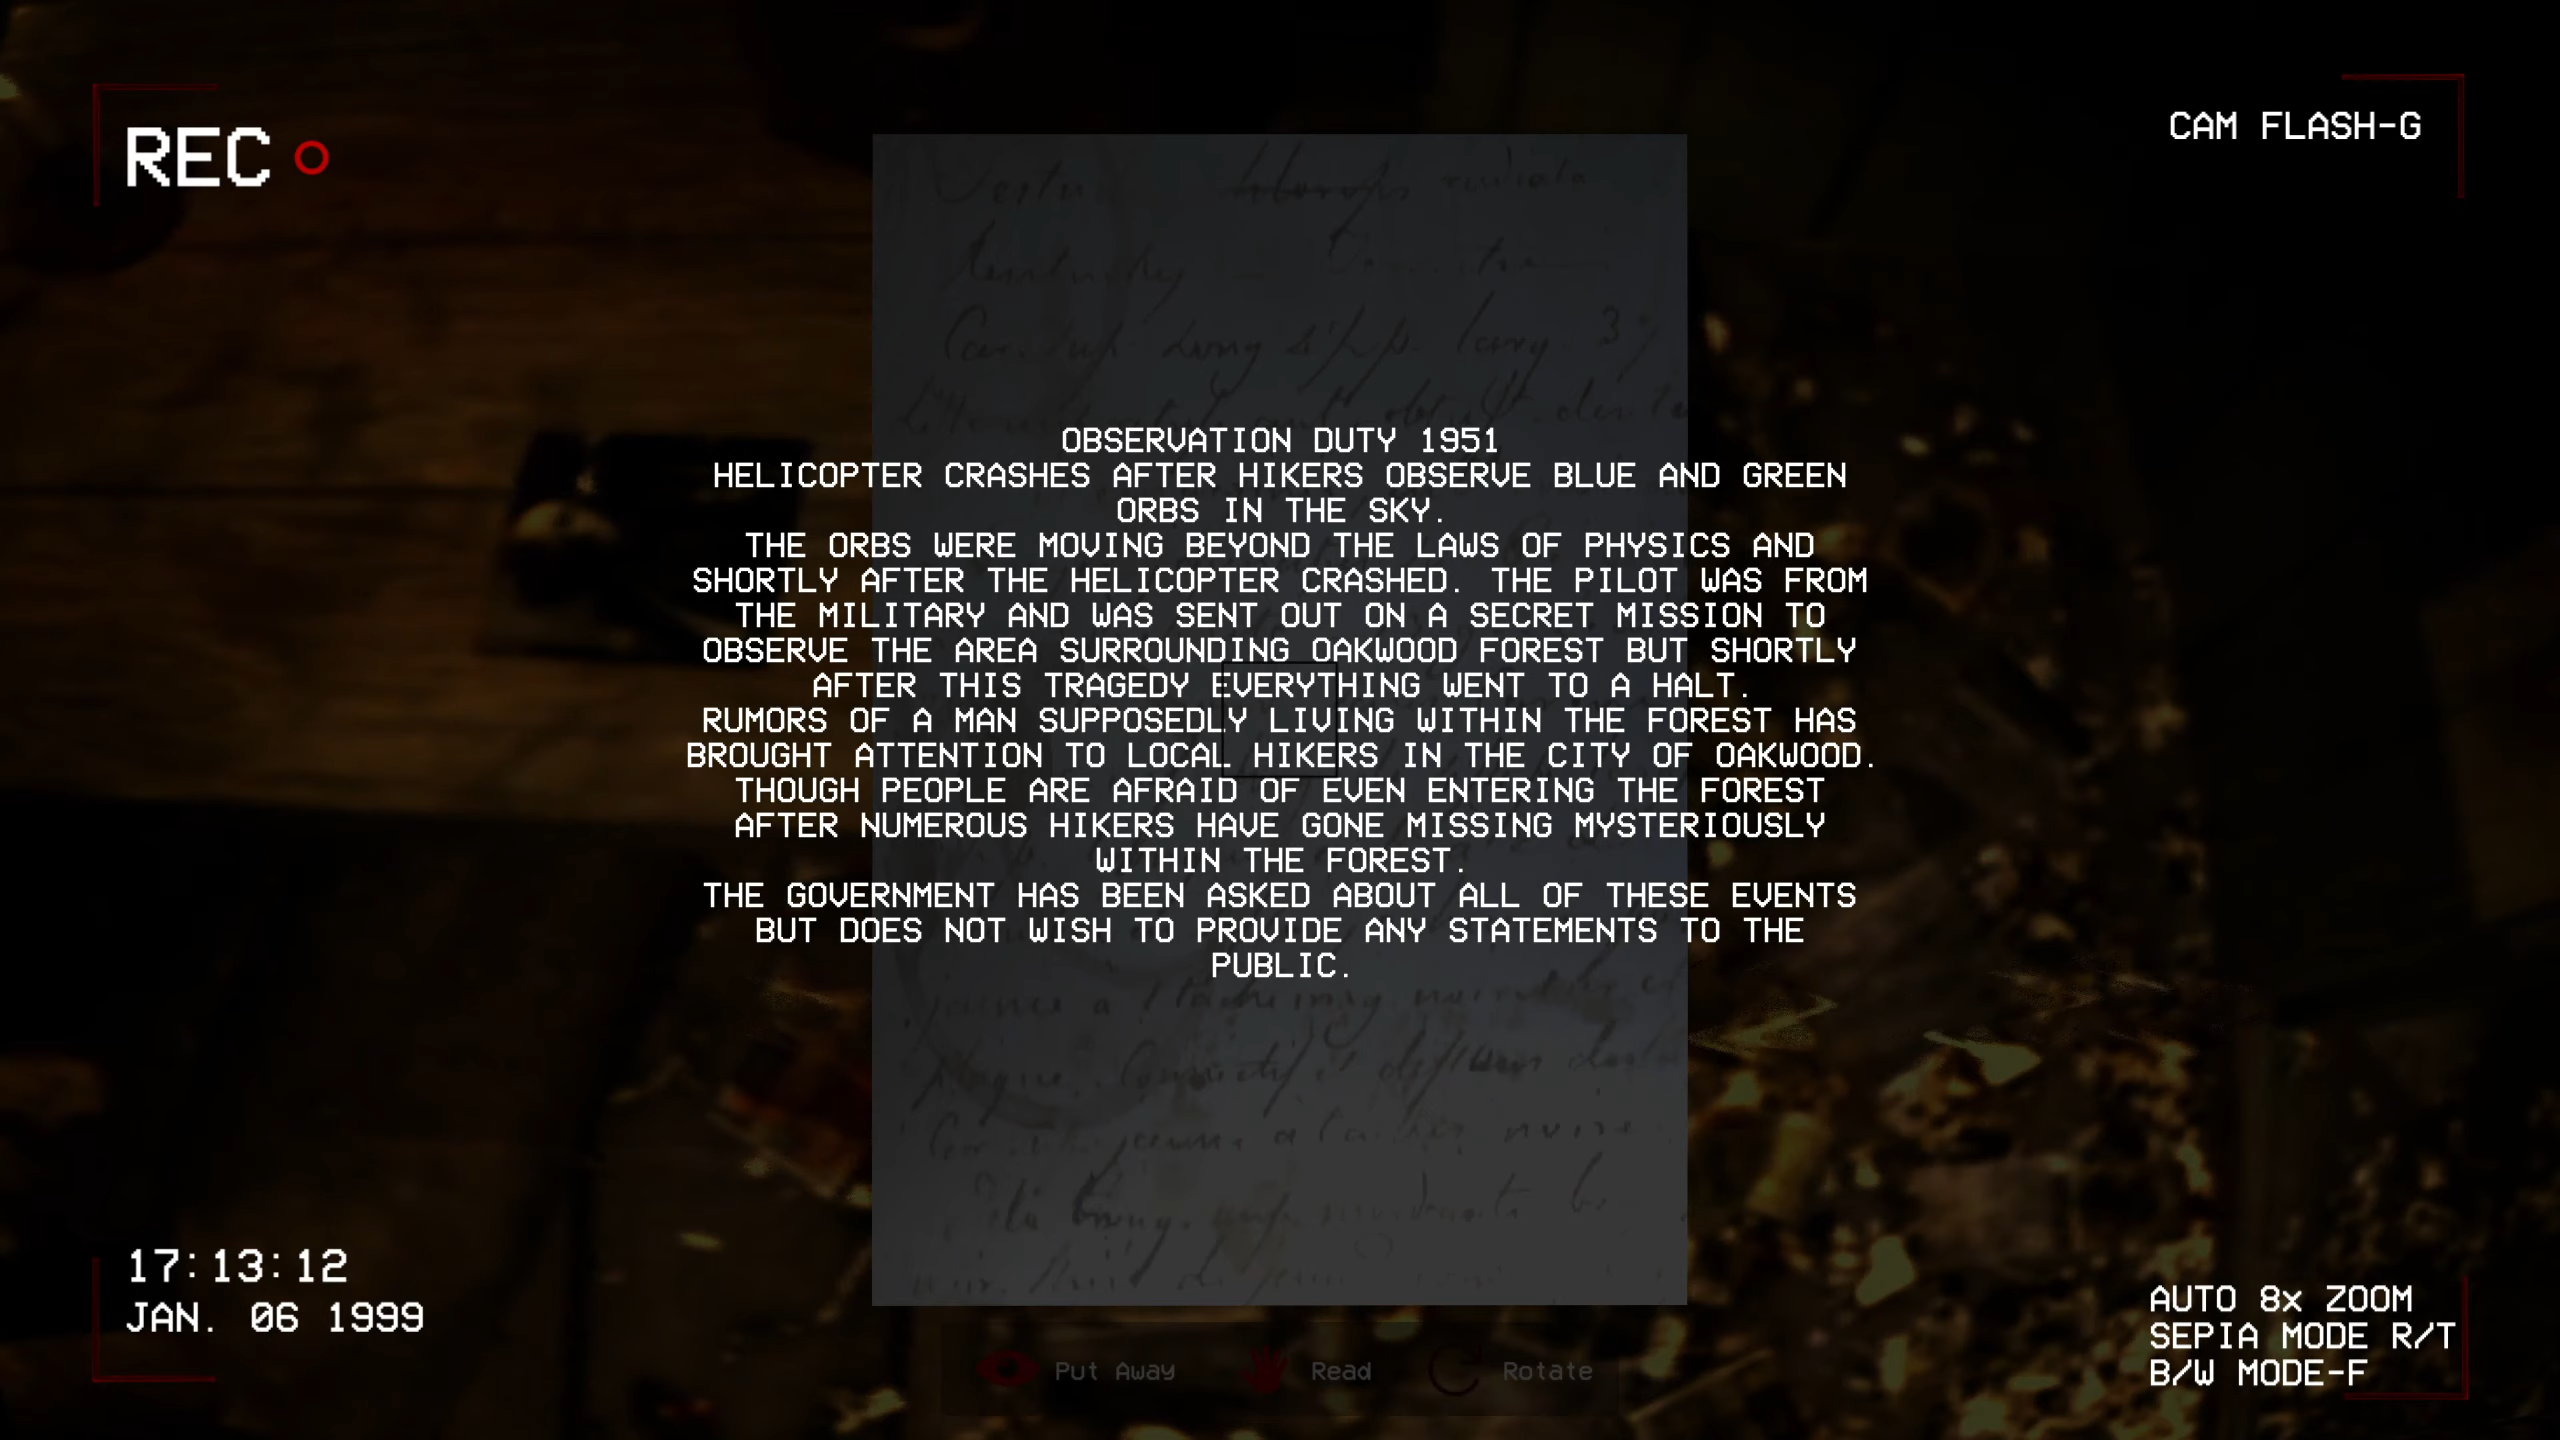 REC
CAM FLASH-G
OBSERVATION DUTY 1951
HELICOPTER CRASHES AFTER HIKERS OBSERVE BLUE AND GREEN
ORBS IN THE SKY.
THE ORBS WERE MOVING BEYOND THE LAWS OF PHYSICS AND
SHORTLY AFTER THE HELICOPTER CRASHED. THE PILOT WAS FROM
THE MILITARY AND WAS SENT OUT ON A SECRET MISSION TO
OBSERVE THE AREA SURROUNDING OAKWOOD FOREST BUT SHORTLY
AFTER THIS TRAGEDY EVERYTHING WENT TO A HALT.
RUMORS OF A MAN SUPPOSEDLY LIVING WITHIN THE FOREST HAS
BROUGHT ATTENTION TO LOCAL HIKERS IN THE CITY OF OAKWOOD.
THOUGH PEOPLE ARE AFRAID OF EVEN ENTERING THE FOREST
AFTER NUMEROUS HIKERS HAVE GONE MISSING MYSTERIOUSLY
WITHIN THE FOREST.
THE GOVERNMENT HAS BEEN ASKED ABOUT ALL OF THESE EVENTS
BUT DOES NOT WISH TO PROVIDE ANY STATEMENTS TO THE
PUBLIC.
17:13:12
JAN. 06 1999
AUTO 8x ZOOM
SEPIA MODE R/T
B/W MODE-F
Put Away Read Rotate